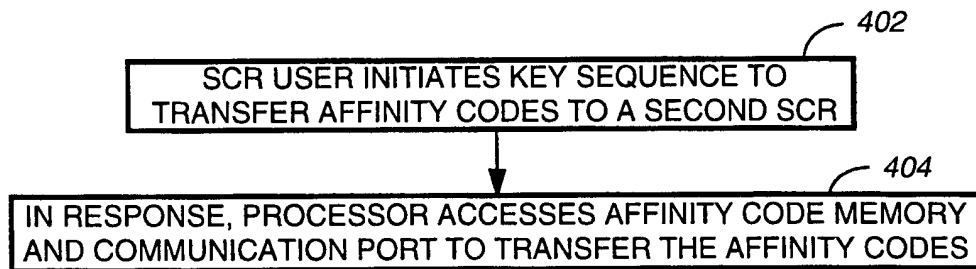 402
SCR USER INITIATES KEY SEQUENCE TO
TRANSFER AFFINITY CODES TO A SECOND SCR
404
IN RESPONSE, PROCESSOR ACCESSES AFFINITY CODE MEMORY
AND COMMUNICATION PORT TO TRANSFER THE AFFINITY CODES